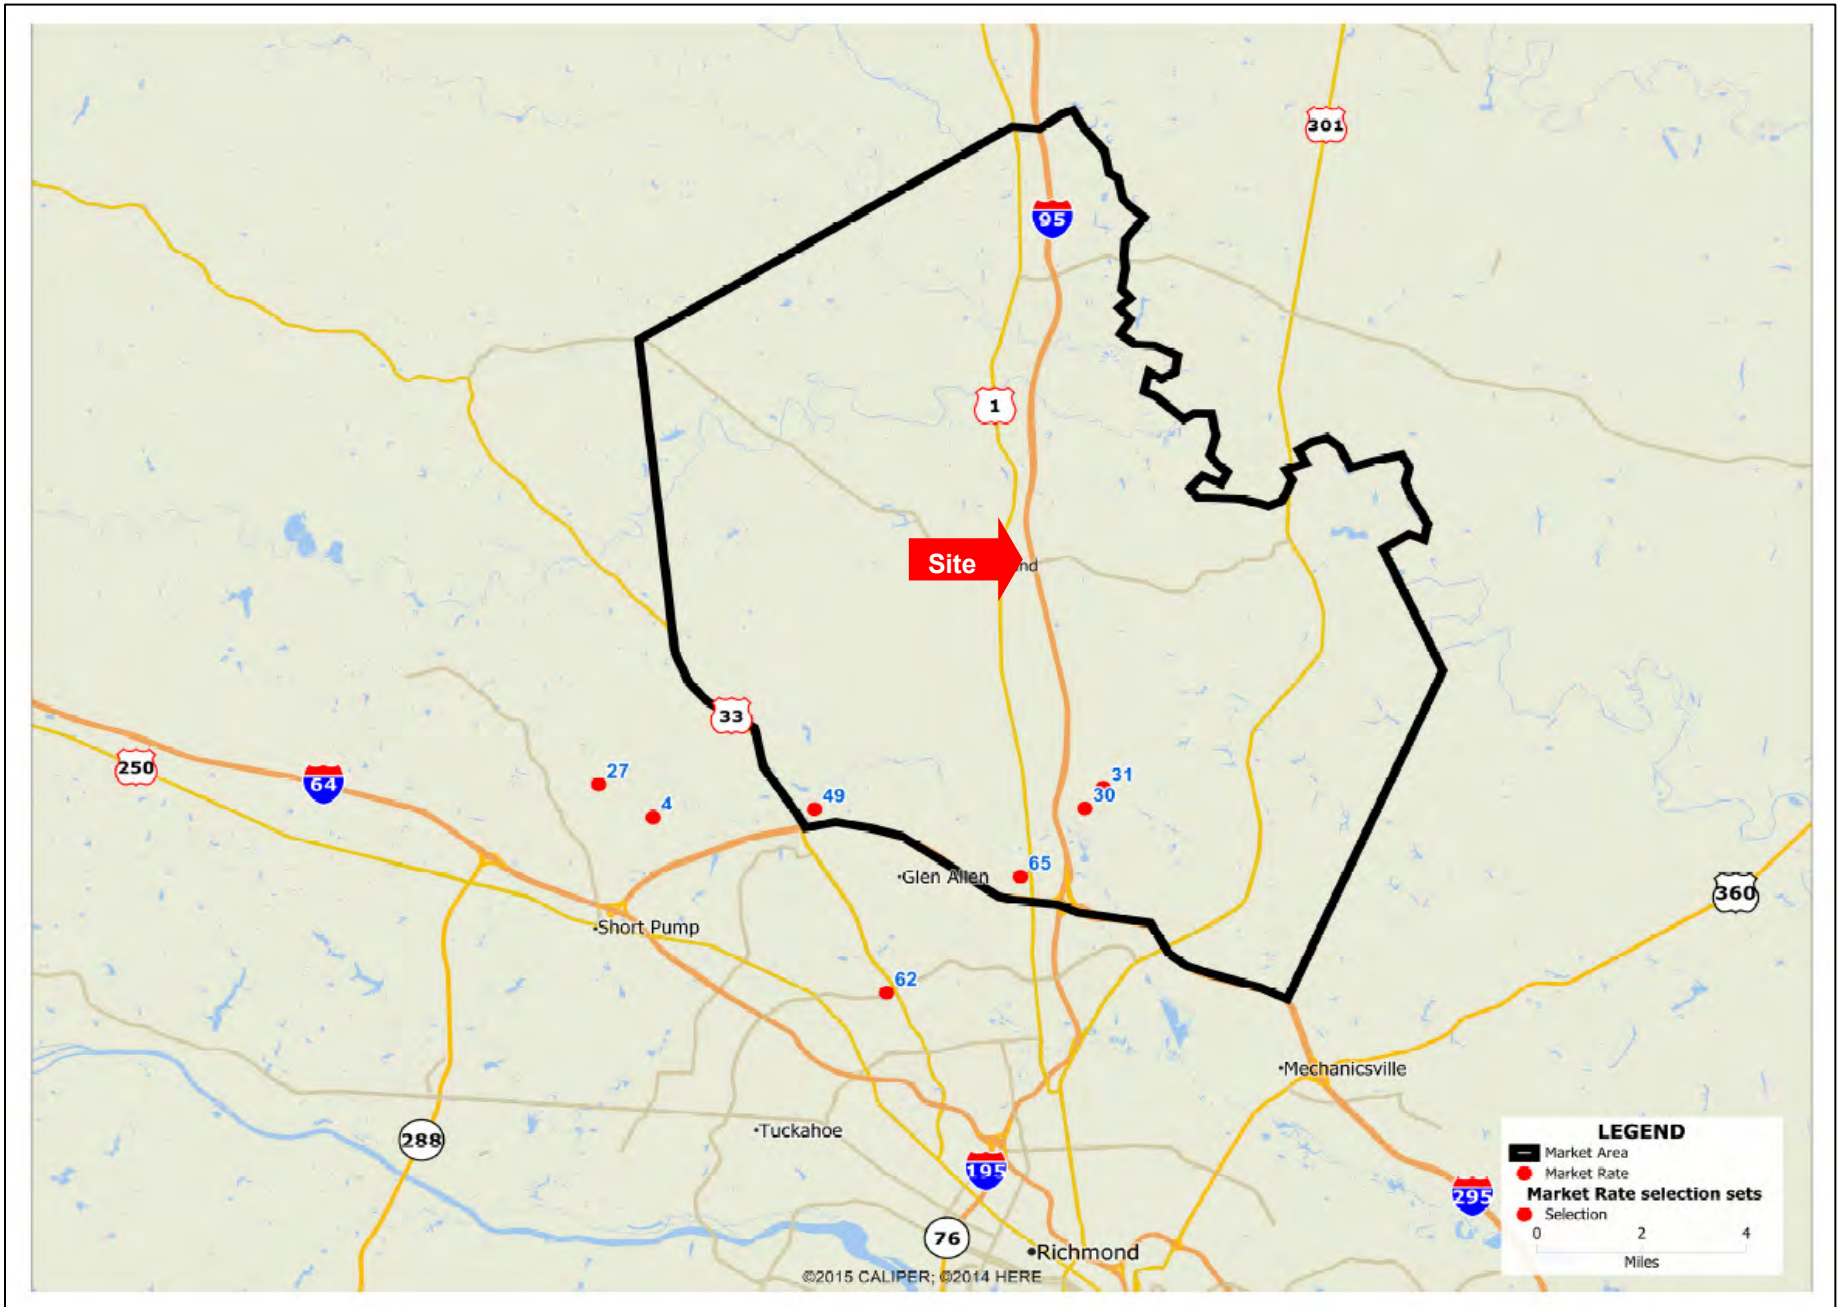 301
95
1
Site
nd
33
250
64
27
4
49
31
30
65
Glen Allen
360
Short Pump
62
Mechanicsville
288
Tuckahoe
195
295
76
Richmond
LEGEND
Market Area
Market Rate
Market Rate selection sets
Selection
0 2 4
Miles
©2015 CALIPER; ©2014 HERE